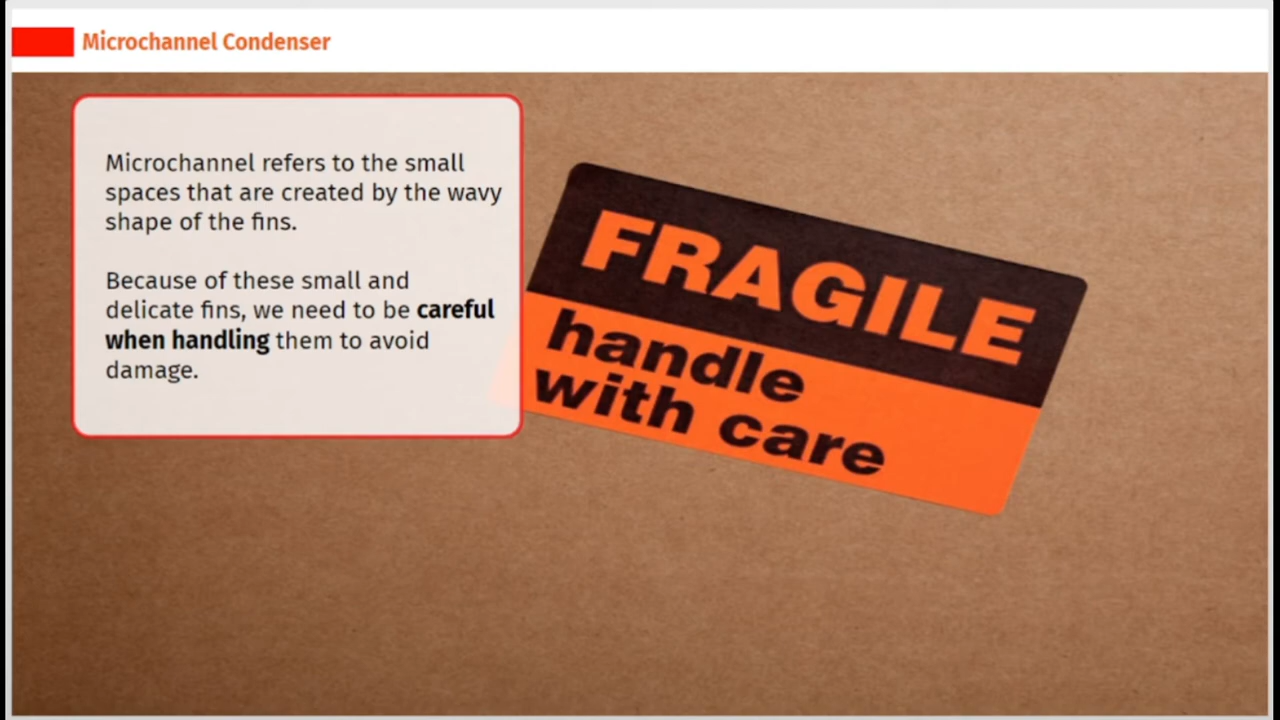 Microchannel Condenser
Microchannel refers to the small
spaces that are created by the wavy
shape of the fins.
Because of these small and
delicate fins, we need to be careful
when handling them to avoid
damage.
FRAGILE
handle
with care